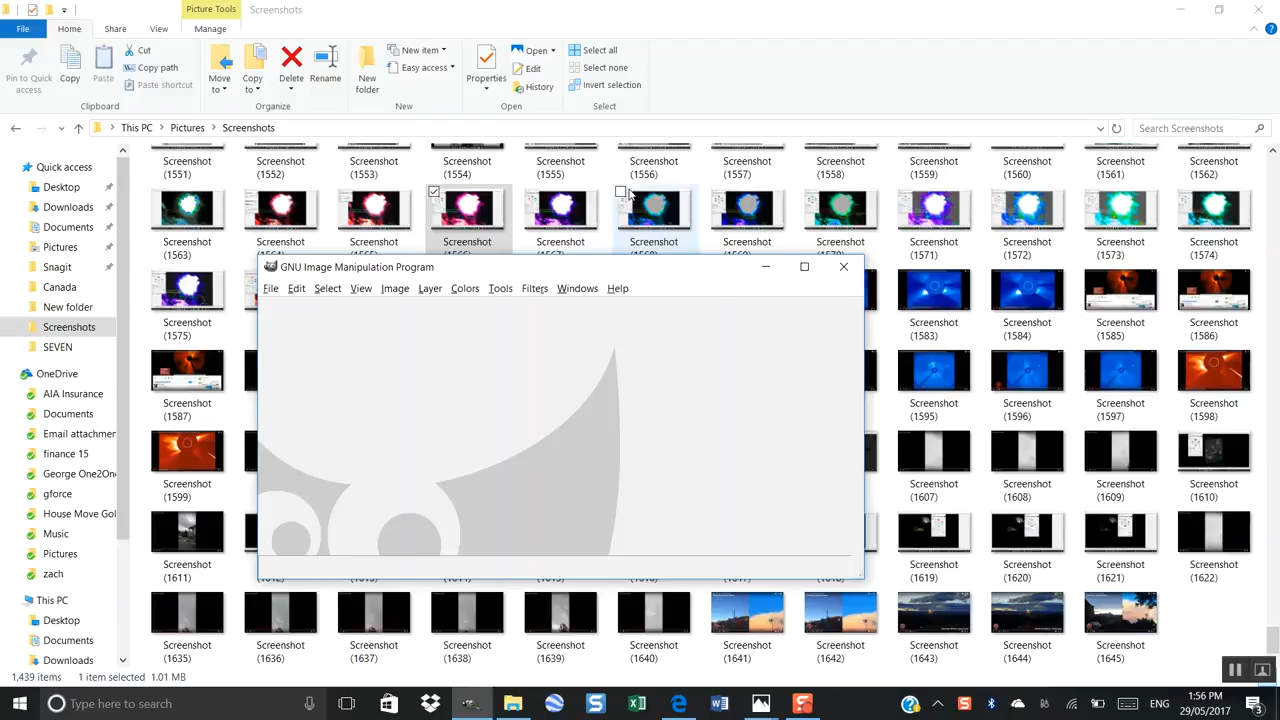 Picture Tools
Screenshots
File
Home
Share
View
Manage
Pin to Quick access
Copy
Paste
Cut
Copy path
Paste shortcut
Clipboard
Move to
Copy to
Delete
Rename
Organize
New folder
New item
Easy access
New
Properties
Open
Edit
History
Open
Select all
Select none
Invert selection
Select
This PC
Pictures
Screenshots
Search Screenshots
Quick access
Desktop
Downloads
Documents
Pictures
Snagit
Canada
New folder
Screenshots
SEVEN
OneDrive
AIA Insurance
Documents
Email attachmen
finance 15
George One2One
gforce
House Move Gol
Music
Pictures
zach
This PC
Desktop
Documents
Downloads
Screenshot (1551)
Screenshot (1552)
Screenshot (1553)
Screenshot (1554)
Screenshot (1555)
Screenshot (1556)
Screenshot (1557)
Screenshot (1558)
Screenshot (1559)
Screenshot (1560)
Screenshot (1561)
Screenshot (1562)
Screenshot (1563)
Screenshot
Screenshot
Screenshot
Screenshot
Screenshot
Screenshot
Screenshot
Screenshot (1571)
Screenshot (1572)
Screenshot (1573)
Screenshot (1574)
GNU Image Manipulation Program
File Edit Select View Image Layer Colors Tools Filters Windows Help
Screenshot (1575)
Screenshot (1583)
Screenshot (1584)
Screenshot (1585)
Screenshot (1586)
Screenshot (1587)
Screenshot (1595)
Screenshot (1596)
Screenshot (1597)
Screenshot (1598)
Screenshot (1599)
Screenshot (1607)
Screenshot (1608)
Screenshot (1609)
Screenshot (1610)
Screenshot (1611)
Screenshot (1619)
Screenshot (1620)
Screenshot (1621)
Screenshot (1622)
Screenshot (1635)
Screenshot (1636)
Screenshot (1637)
Screenshot (1638)
Screenshot (1639)
Screenshot (1640)
Screenshot (1641)
Screenshot (1642)
Screenshot (1643)
Screenshot (1644)
Screenshot (1645)
1,439 items
1 item selected 1.01 MB
Type here to search
ENG
1:56 PM
29/05/2017
3